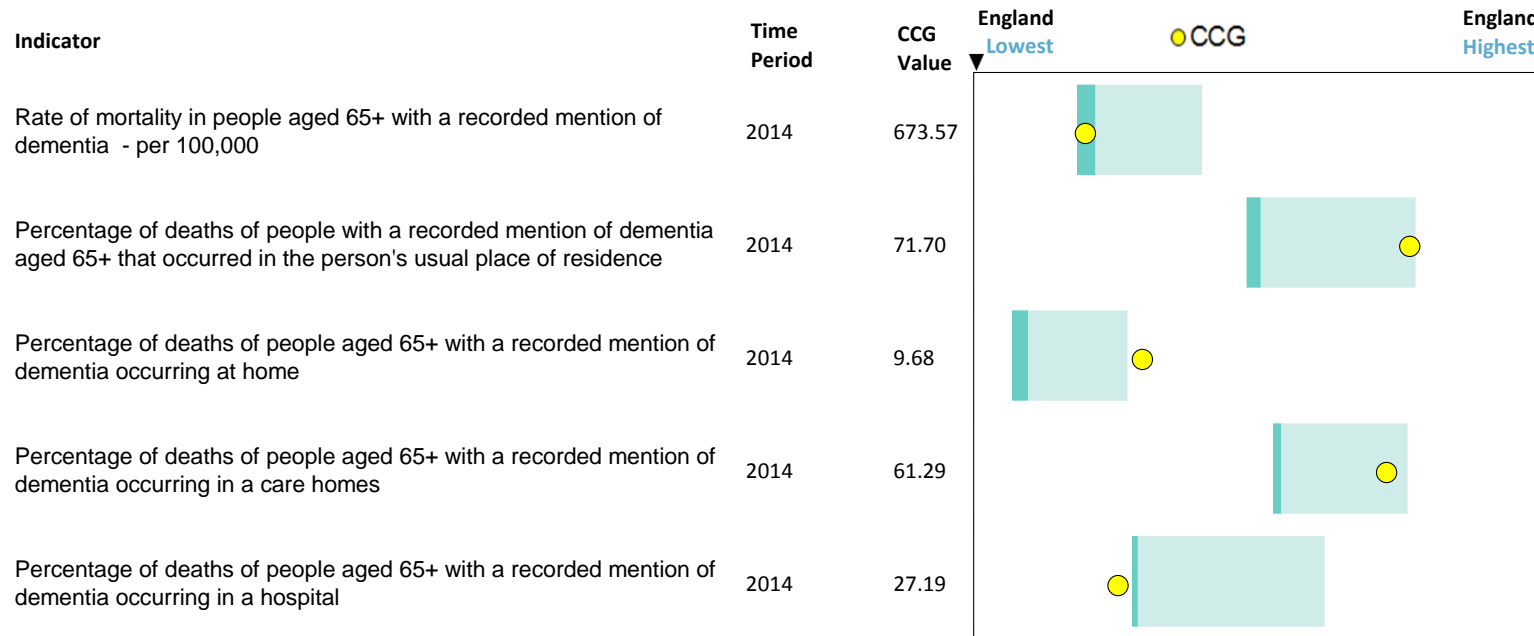 Indicator
Time Period
CCG Value
England Lowest
CCG
England Highest
Rate of mortality in people aged 65+ with a recorded mention of
dementia - per 100,000
2014
673.57
Percentage of deaths of people with a recorded mention of dementia
aged 65+ that occurred in the person's usual place of residence
2014
71.70
Percentage of deaths of people aged 65+ with a recorded mention of
dementia occurring at home
2014
9.68
Percentage of deaths of people aged 65+ with a recorded mention of
dementia occurring in a care homes
2014
61.29
Percentage of deaths of people aged 65+ with a recorded mention of
dementia occurring in a hospital
2014
27.19